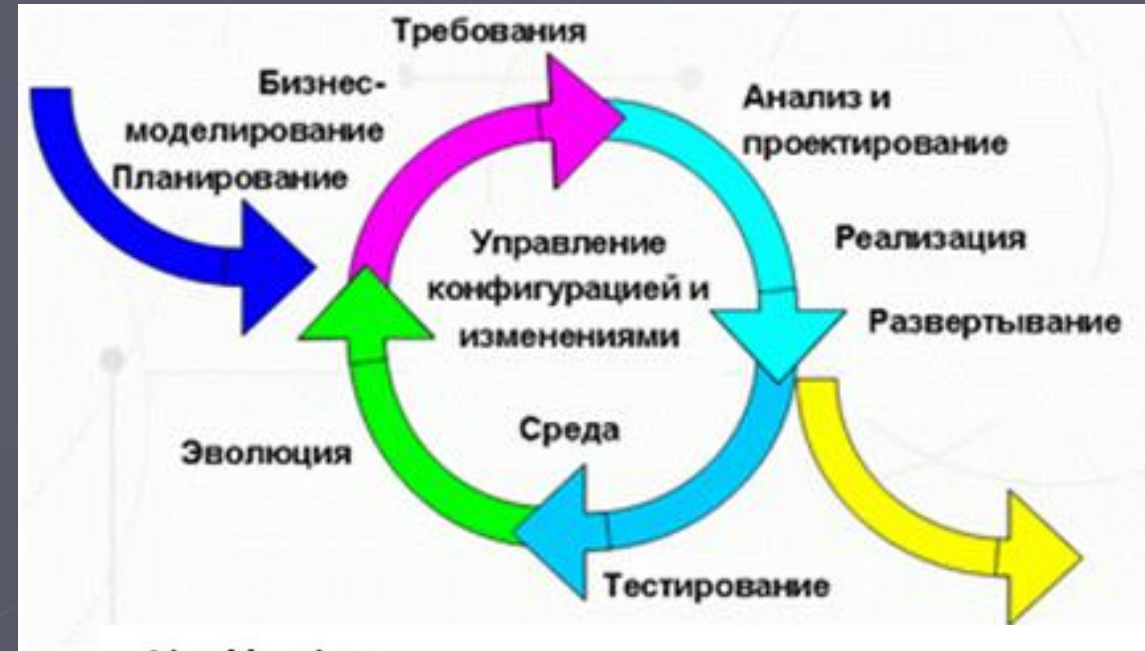 Требования
Бизнес-
моделирование
Планирование
Анализ и
проектирование
Управление
конфигурацией и
изменениями
Реализация
Развертывание
Среда
Эволюция
Тестирование